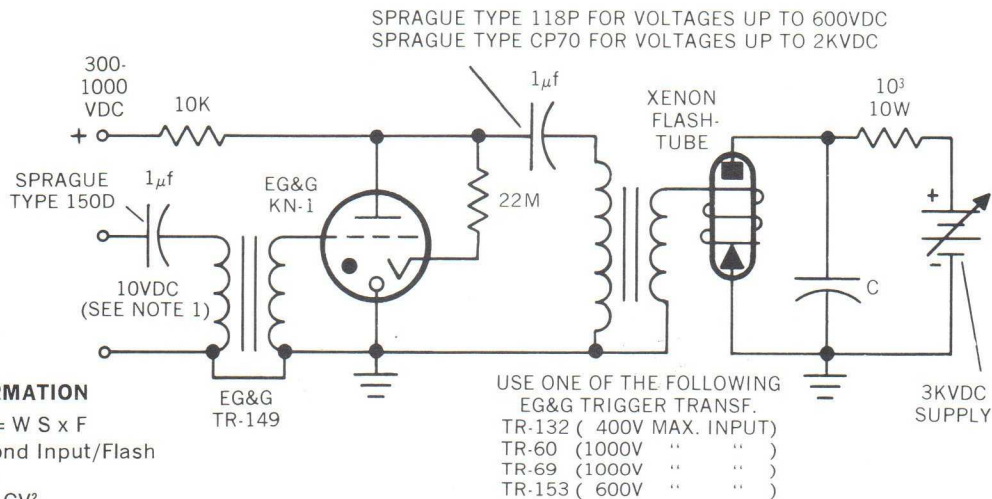 SPRAGUE TYPE 118P FOR VOLTAGES UP TO 600VDC
SPRAGUE TYPE CP70 FOR VOLTAGES UP TO 2KVDC
300-
1000
VDC
+
10K
1μf
XENON
FLASH-
TUBE
10³
10W
SPRAGUE
TYPE 150D
1μf
EG&G
KN-1
22M
+
-
10VDC
(SEE NOTE 1)
C
EG&G
TR-149
3KVDC
SUPPLY
USE ONE OF THE FOLLOWING
EG&G TRIGGER TRANSF.
TR-132 ( 400V MAX. INPUT)
TR-60 (1000V " " )
TR-69 (1000V " " )
TR-153 ( 600V " " )
RMATION
= W S x F
ond Input/Flash
CV²